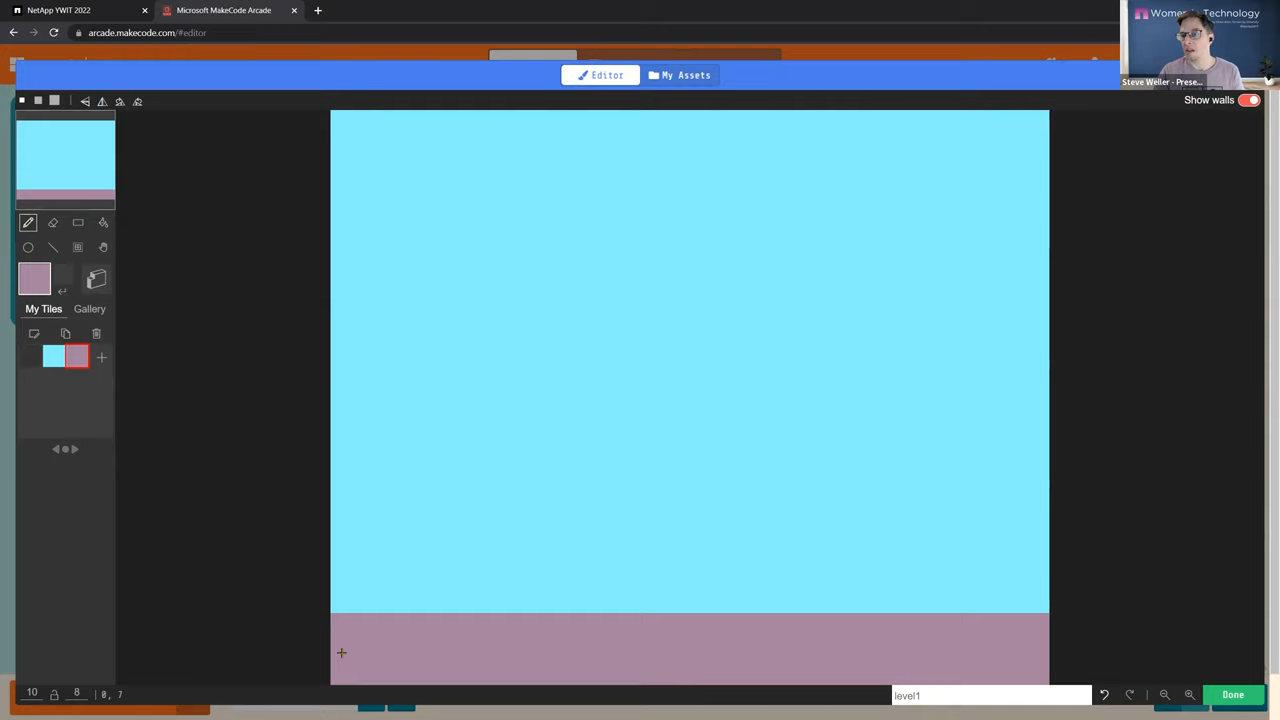 NetApp YWIT 2022
Microsoft MakeCode Arcade
arcade.makecode.com/#editor
Women Technology
Steve Weller - Prese...
Editor
My Assets
Show walls
My Tiles
Gallery
10
8
0, 7
level1
Done